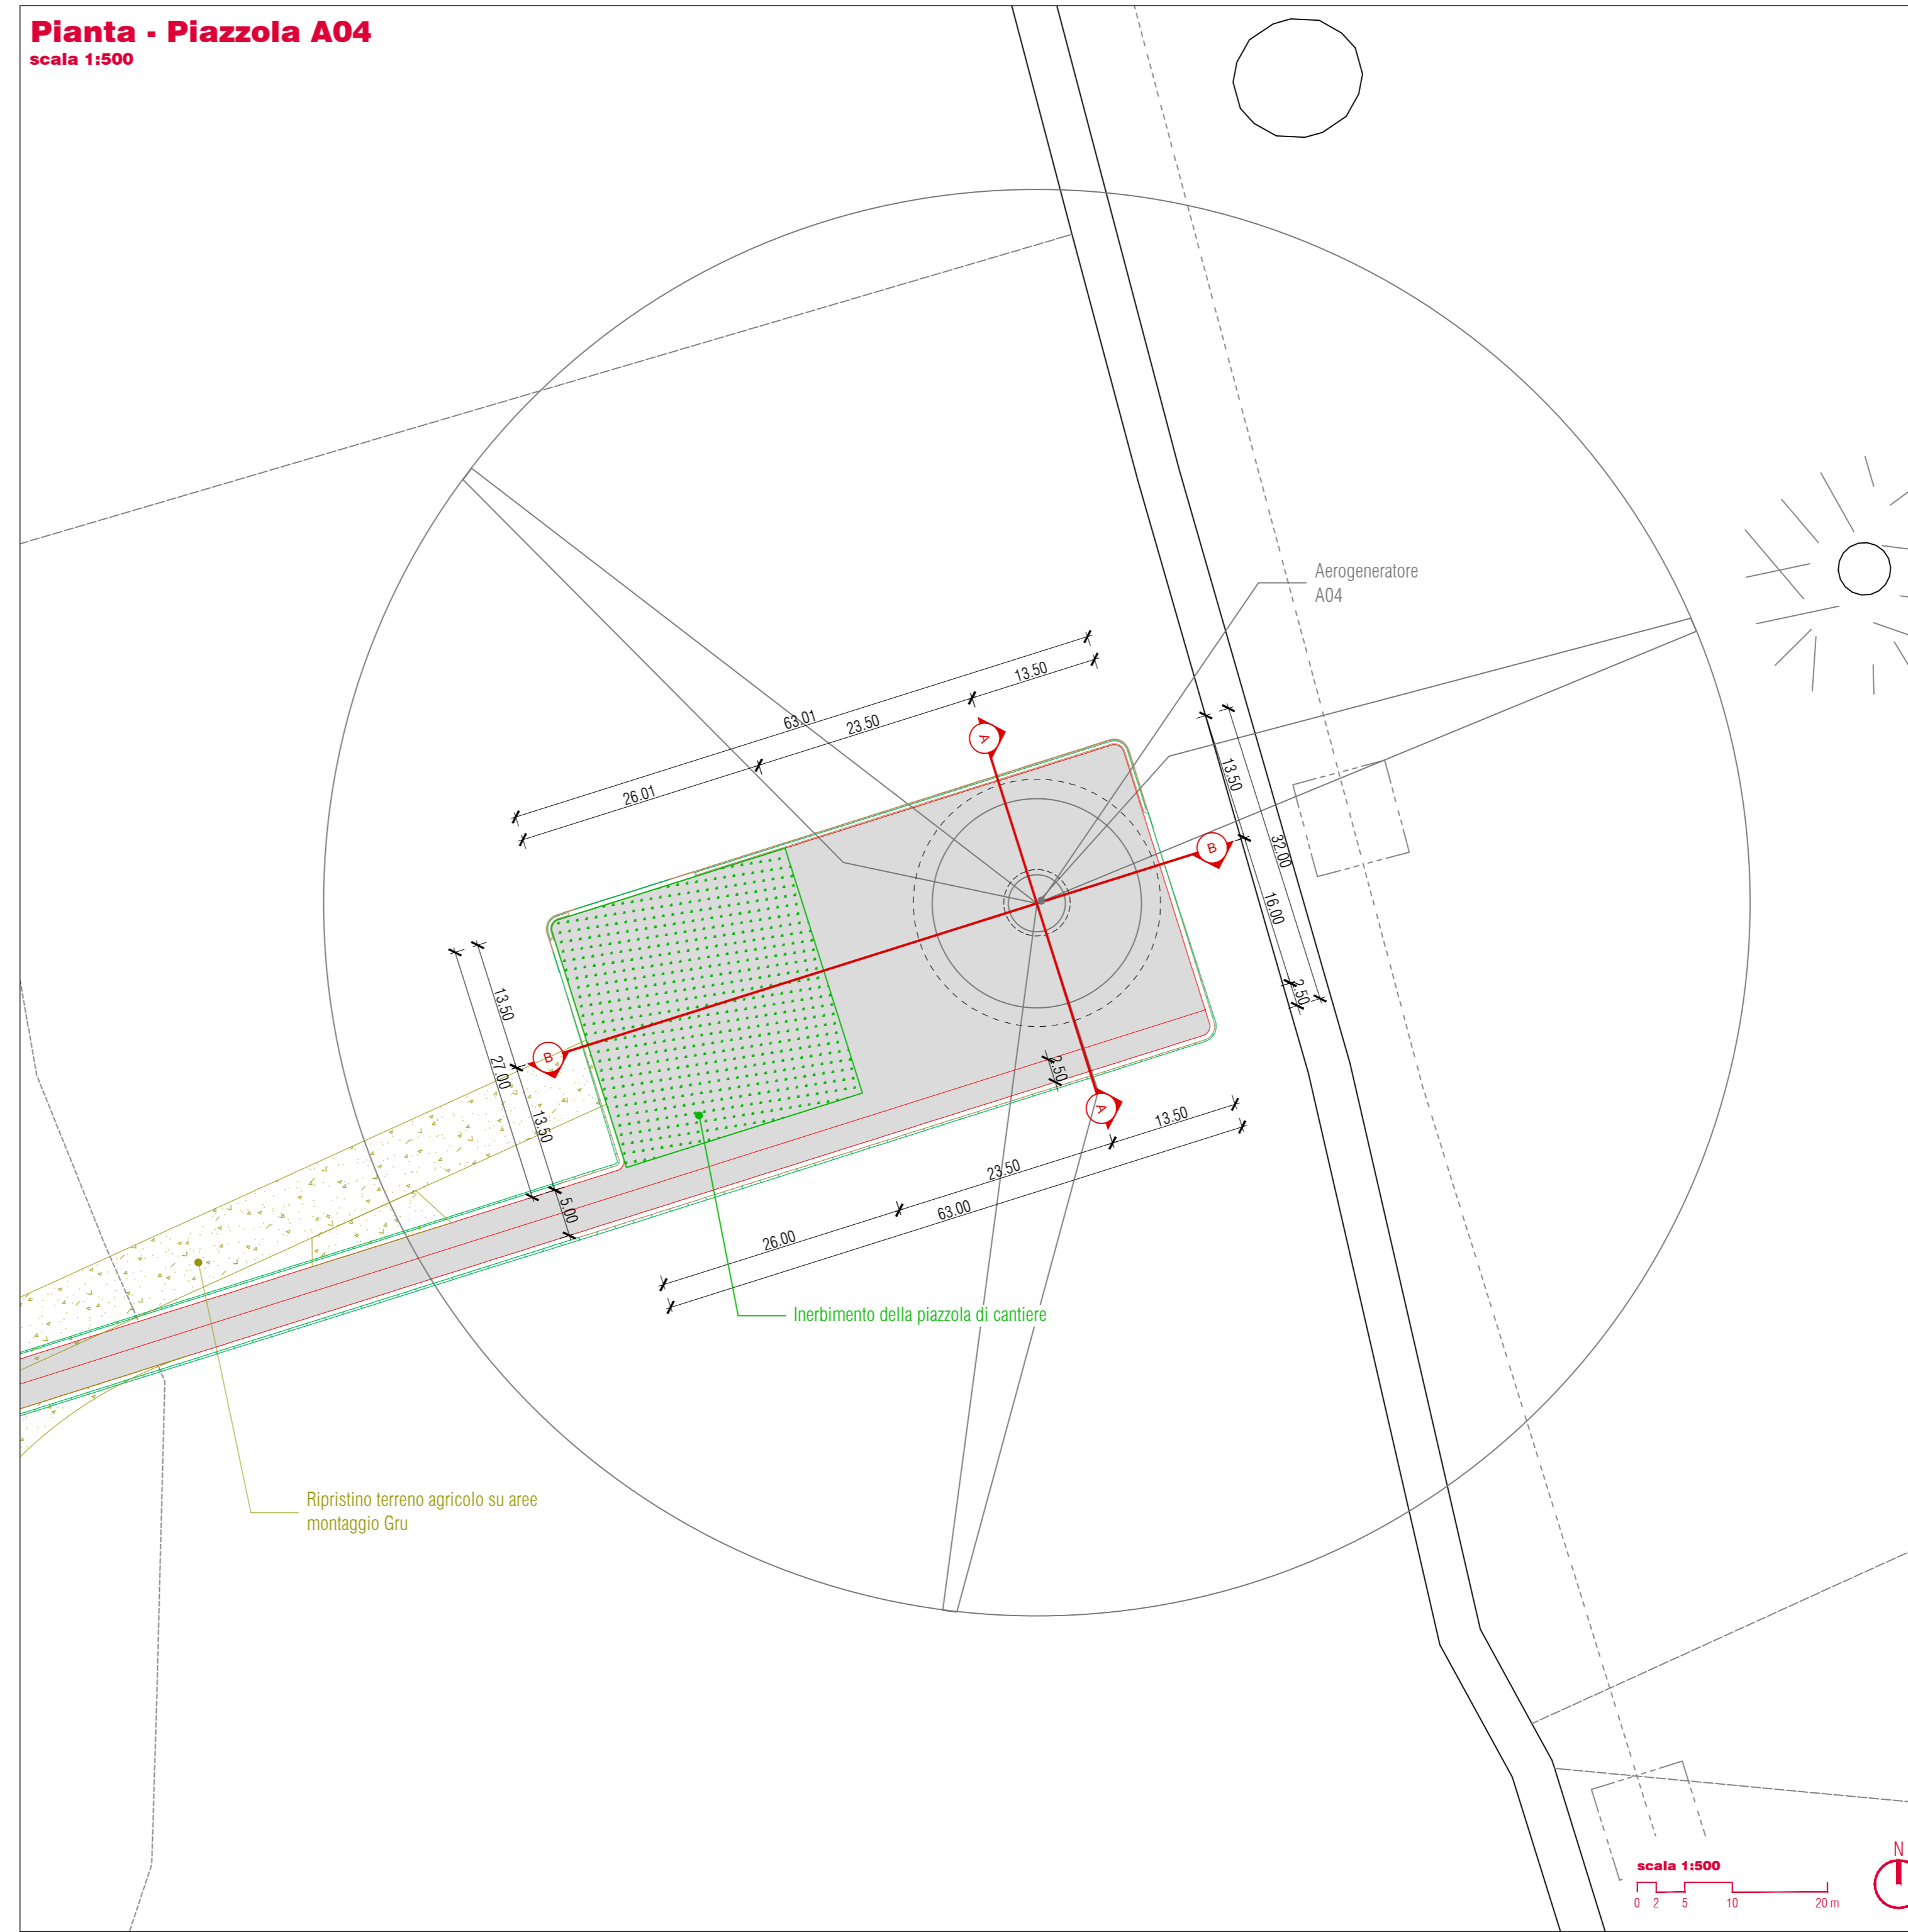 Pianta - Piazzola A04
scala 1:500
Aerogeneratore
A04
63.01
13.50
23.50
26.01
A
13.50
32.00
B
16.00
2.50
13.50
27.00
B
13.50
5.00
2.50
A
13.50
23.50
63.00
26.00
Inerbimento della piazzola di cantiere
Ripristino terreno agricolo su aree
montaggio Gru
N
scala 1:500
0 2 5 10 20 m